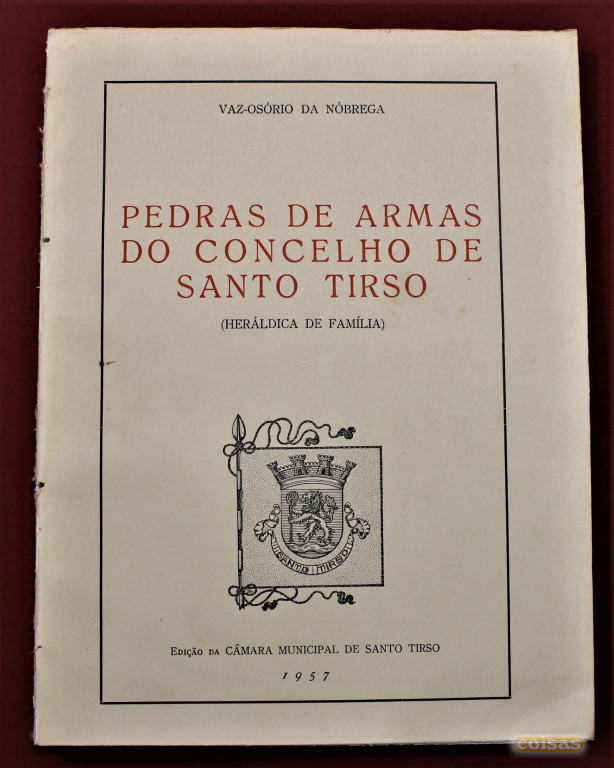 VAZ-OSÓRIO DA NÓBREGA
PEDRAS DE ARMAS
DO CONCELHO DE
SANTO TIRSO
(HERÁLDICA DE FAMÍLIA)
SANTO TIRSO
EDIÇÃO DA CÂMARA MUNICIPAL DE SANTO TIRSO
1957
coisas